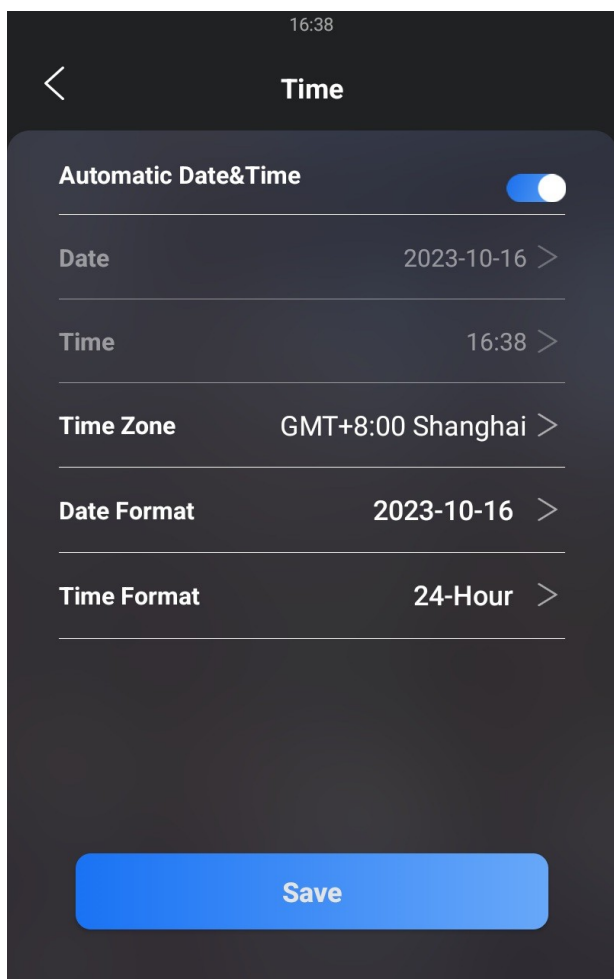 16:38
Time
Automatic Date&Time
Date 2023-10-16
Time 16:38
Time Zone GMT+8:00 Shanghai
Date Format 2023-10-16
Time Format 24-Hour
Save